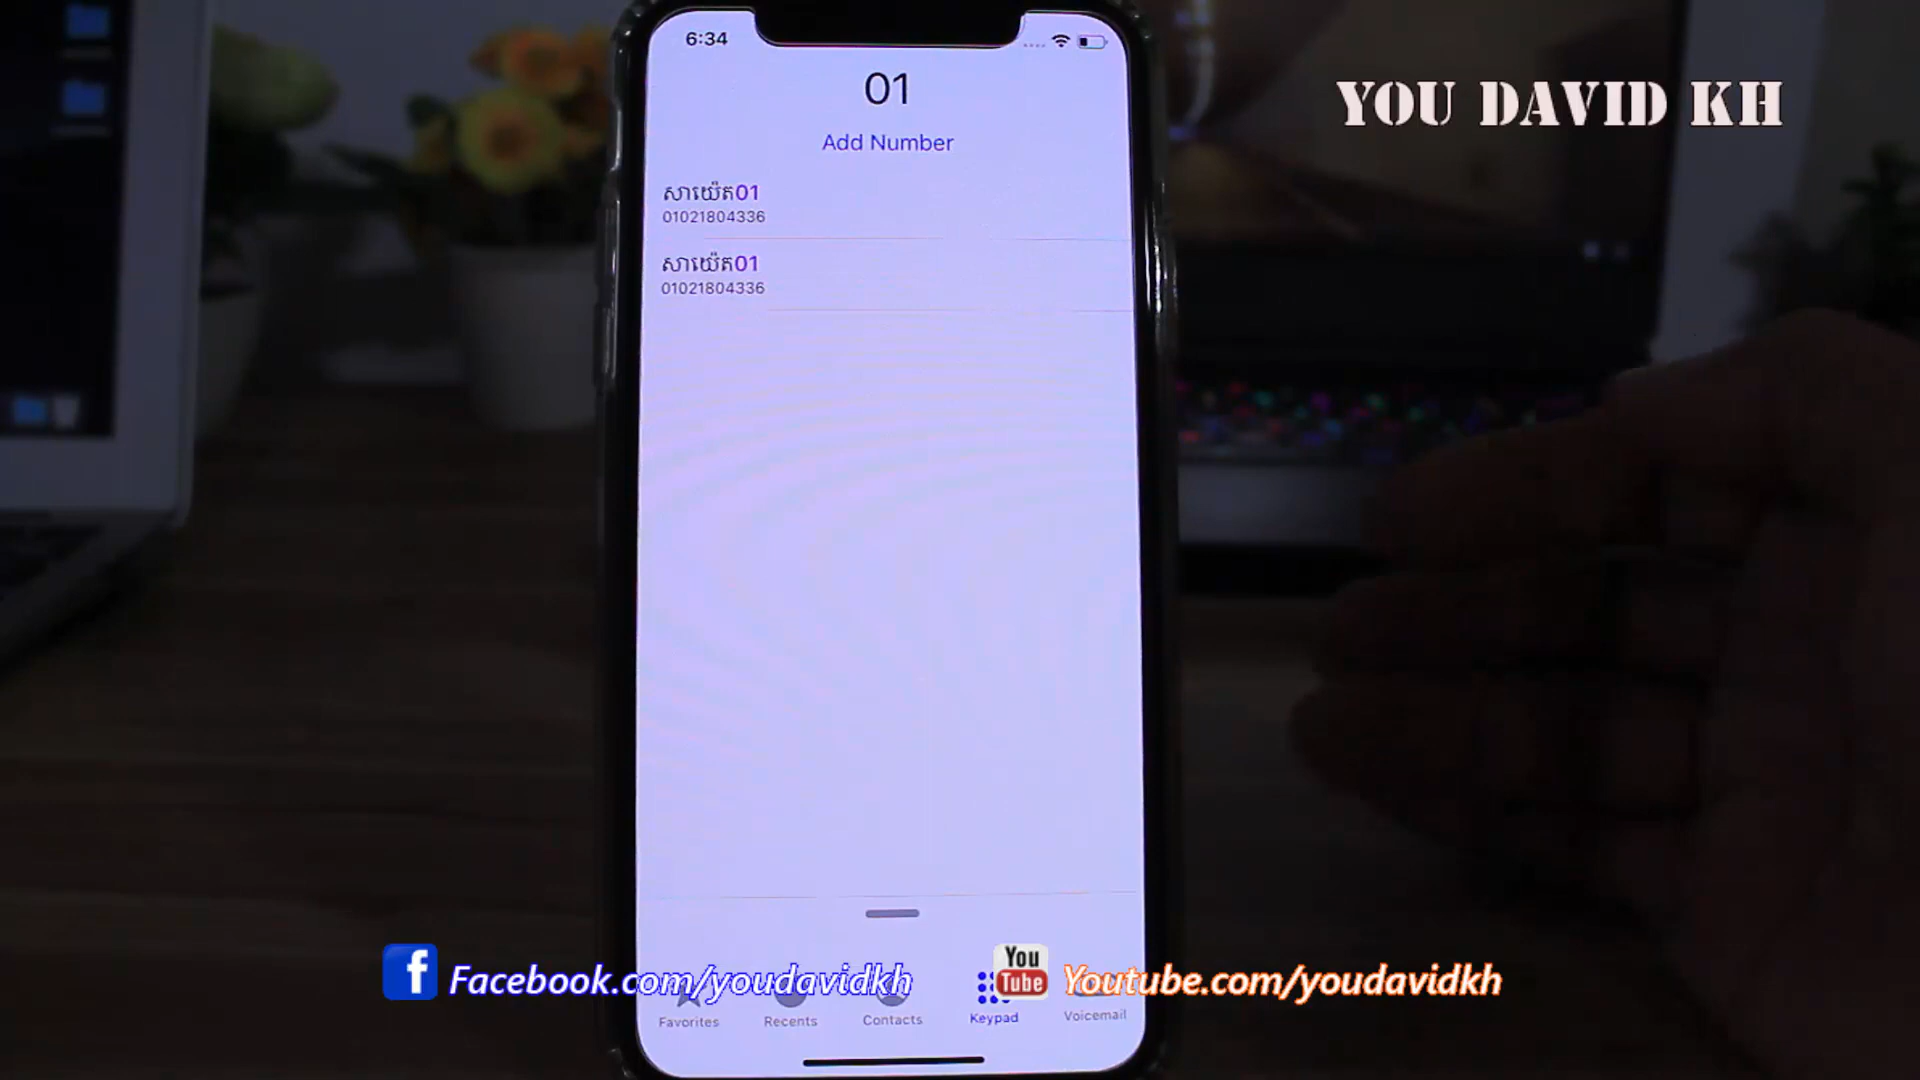 6:34
01
Add Number
សាយ៉េត01
01021804336
សាយ៉េត01
01021804336
YOU DAVID KH
Facebook.com/youdavidkh
You
Tube
Youtube.com/youdavidkh
Favorites
Recents
Contacts
Keypad
Voicemail